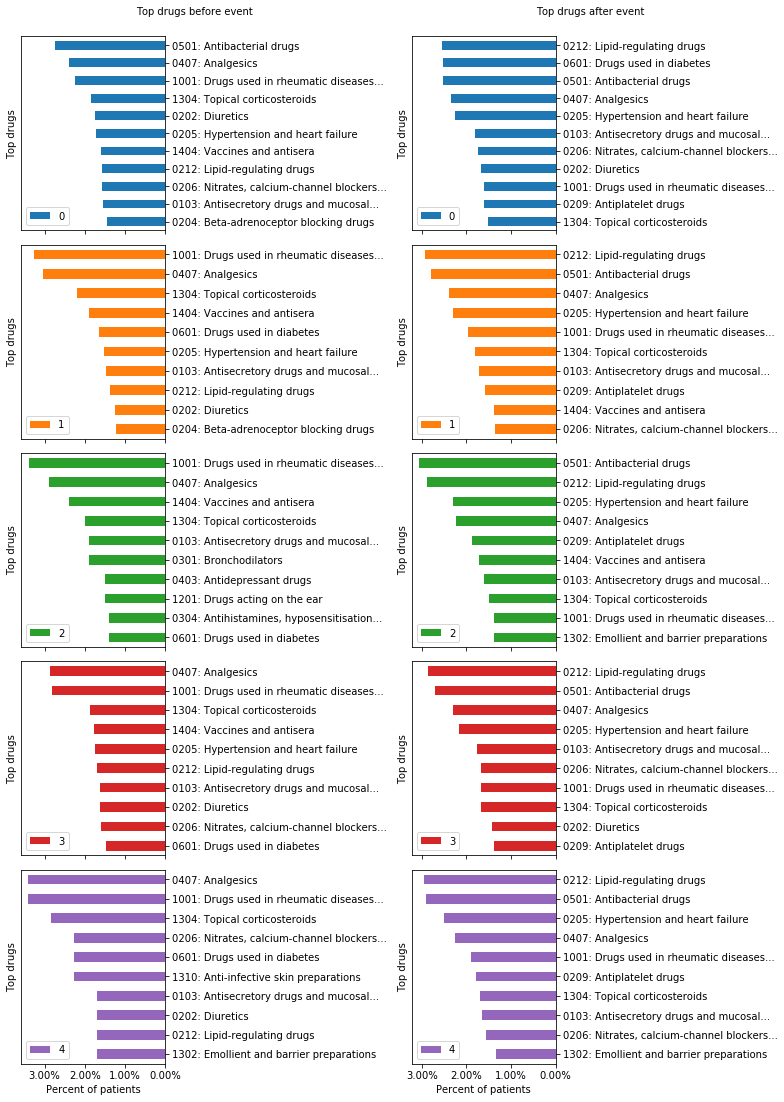 Top drugs before event
Top drugs
0501: Antibacterial drugs
0407: Analgesics
1001: Drugs used in rheumatic diseases...
1304: Topical corticosteroids
0202: Diuretics
0205: Hypertension and heart failure
1404: Vaccines and antisera
0212: Lipid-regulating drugs
0206: Nitrates, calcium-channel blockers...
0103: Antisecretory drugs and mucosal...
0204: Beta-adrenoceptor blocking drugs
0
Top drugs
1001: Drugs used in rheumatic diseases...
0407: Analgesics
1304: Topical corticosteroids
1404: Vaccines and antisera
0601: Drugs used in diabetes
0205: Hypertension and heart failure
0103: Antisecretory drugs and mucosal...
0212: Lipid-regulating drugs
0202: Diuretics
0204: Beta-adrenoceptor blocking drugs
1
Top drugs
1001: Drugs used in rheumatic diseases...
0407: Analgesics
1404: Vaccines and antisera
1304: Topical corticosteroids
0103: Antisecretory drugs and mucosal...
0301: Bronchodilators
0403: Antidepressant drugs
1201: Drugs acting on the ear
0304: Antihistamines, hyposensitisation...
0601: Drugs used in diabetes
2
Top drugs
0407: Analgesics
1001: Drugs used in rheumatic diseases...
1304: Topical corticosteroids
1404: Vaccines and antisera
0205: Hypertension and heart failure
0212: Lipid-regulating drugs
0103: Antisecretory drugs and mucosal...
0202: Diuretics
0206: Nitrates, calcium-channel blockers...
0601: Drugs used in diabetes
3
Top drugs
0407: Analgesics
1001: Drugs used in rheumatic diseases...
1304: Topical corticosteroids
0206: Nitrates, calcium-channel blockers...
0601: Drugs used in diabetes
1310: Anti-infective skin preparations
0103: Antisecretory drugs and mucosal...
0202: Diuretics
0212: Lipid-regulating drugs
1302: Emollient and barrier preparations
4
3.00% 2.00% 1.00% 0.00%
Percent of patients
Top drugs after event
Top drugs
0212: Lipid-regulating drugs
0601: Drugs used in diabetes
0501: Antibacterial drugs
0407: Analgesics
0205: Hypertension and heart failure
0103: Antisecretory drugs and mucosal...
0206: Nitrates, calcium-channel blockers...
0202: Diuretics
1001: Drugs used in rheumatic diseases...
0209: Antiplatelet drugs
1304: Topical corticosteroids
0
Top drugs
0212: Lipid-regulating drugs
0501: Antibacterial drugs
0407: Analgesics
0205: Hypertension and heart failure
1001: Drugs used in rheumatic diseases...
1304: Topical corticosteroids
0103: Antisecretory drugs and mucosal...
0209: Antiplatelet drugs
1404: Vaccines and antisera
0206: Nitrates, calcium-channel blockers...
1
Top drugs
0501: Antibacterial drugs
0212: Lipid-regulating drugs
0205: Hypertension and heart failure
0407: Analgesics
0209: Antiplatelet drugs
1404: Vaccines and antisera
0103: Antisecretory drugs and mucosal...
1304: Topical corticosteroids
1001: Drugs used in rheumatic diseases...
1302: Emollient and barrier preparations
2
Top drugs
0212: Lipid-regulating drugs
0501: Antibacterial drugs
0407: Analgesics
0205: Hypertension and heart failure
0103: Antisecretory drugs and mucosal...
0206: Nitrates, calcium-channel blockers...
1001: Drugs used in rheumatic diseases...
1304: Topical corticosteroids
0202: Diuretics
0209: Antiplatelet drugs
3
Top drugs
0212: Lipid-regulating drugs
0501: Antibacterial drugs
0205: Hypertension and heart failure
0407: Analgesics
1001: Drugs used in rheumatic diseases...
0209: Antiplatelet drugs
1304: Topical corticosteroids
0103: Antisecretory drugs and mucosal...
0206: Nitrates, calcium-channel blockers...
1302: Emollient and barrier preparations
4
3.00% 2.00% 1.00% 0.00%
Percent of patients